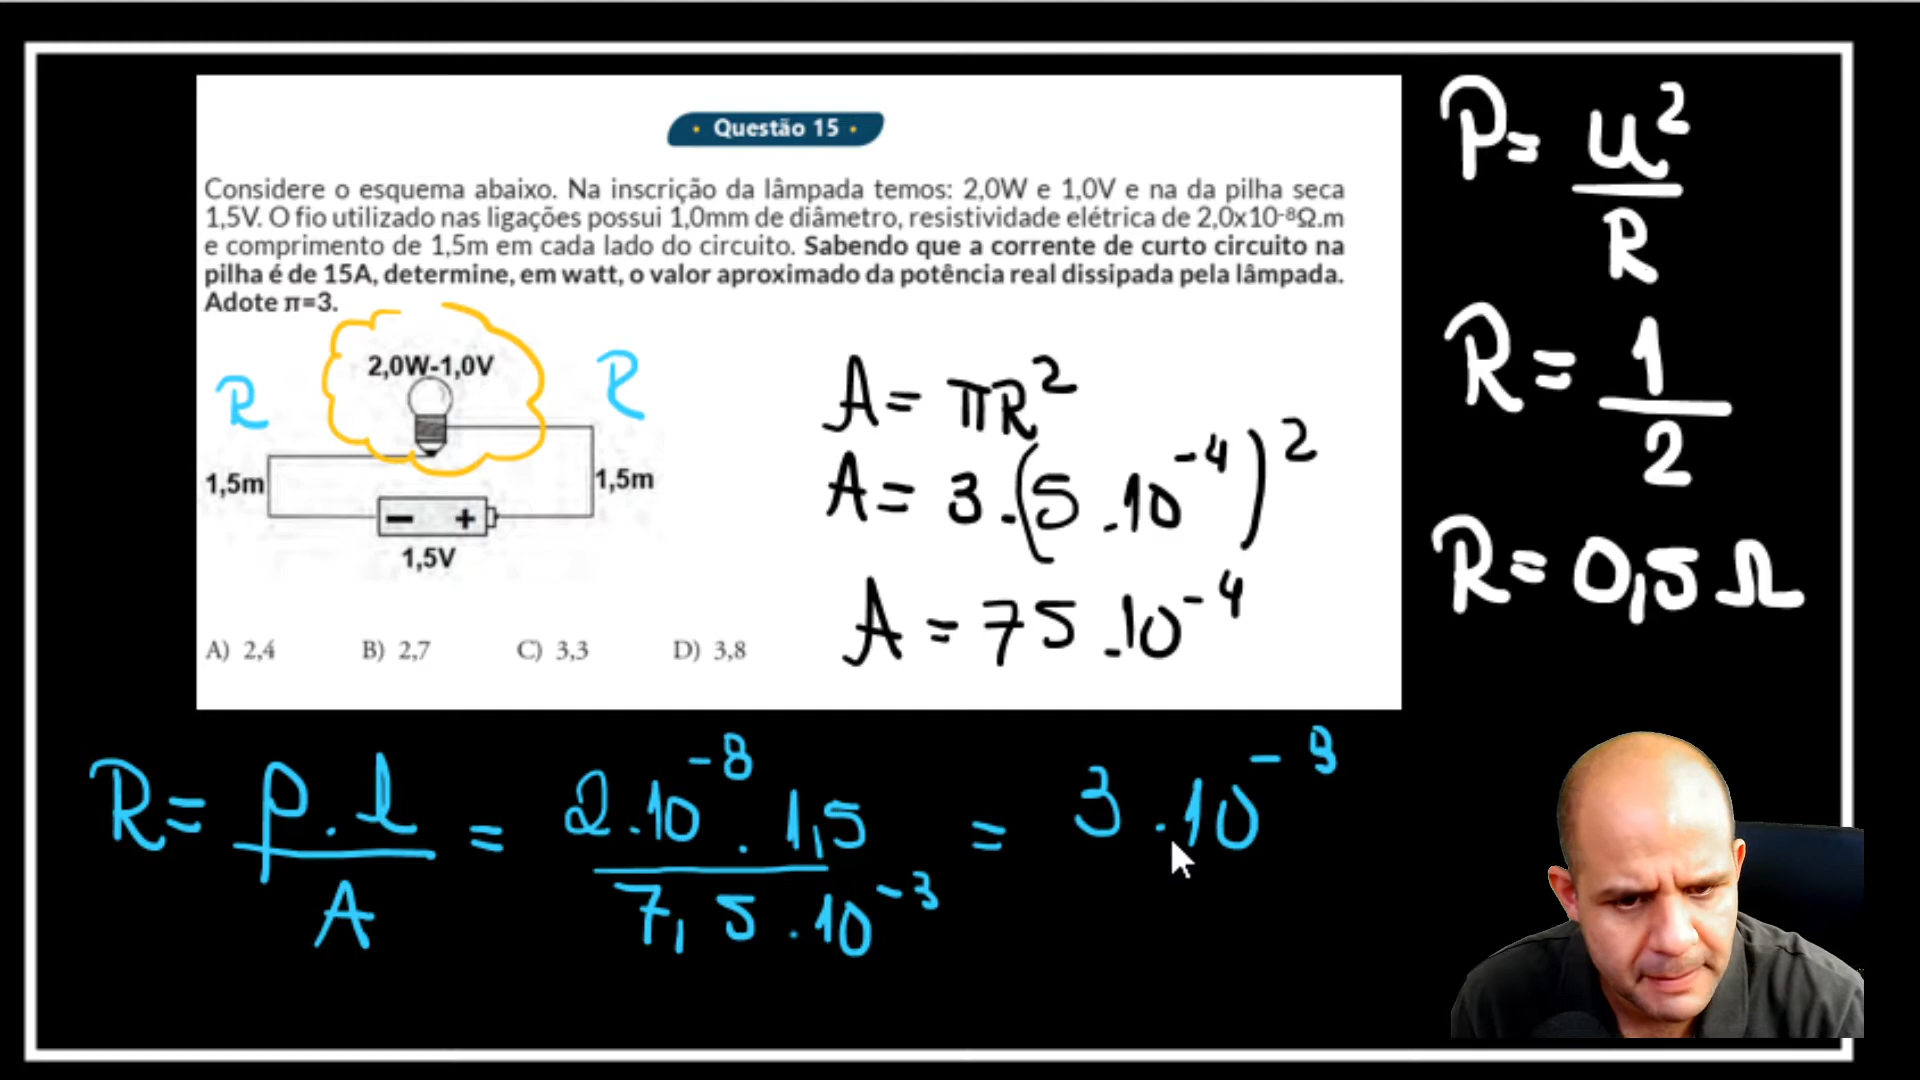 • Questão 15 •
Considere o esquema abaixo. Na inscrição da lâmpada temos: 2,0W e 1,0V e na da pilha seca
1,5V. O fio utilizado nas ligações possui 1,0mm de diâmetro, resistividade elétrica de 2,0x10⁻⁸Ω.m
e comprimento de 1,5m em cada lado do circuito. Sabendo que a corrente de curto circuito na
pilha é de 15A, determine, em watt, o valor aproximado da potência real dissipada pela lâmpada.
Adote π=3.
R
2,0W-1,0V
R
1,5m
1,5m
− +
1,5V
A) 2,4 B) 2,7 C) 3,3 D) 3,8
A = πR²
A = 3.(5.10⁻⁴)²
A = 75.10⁻⁴
P = U²/R
R = 1/2
R = 0,5 Ω
R = ρ.l/A = 2.10⁻⁸.1,5/7,5.10⁻³ = 3.10⁻⁸